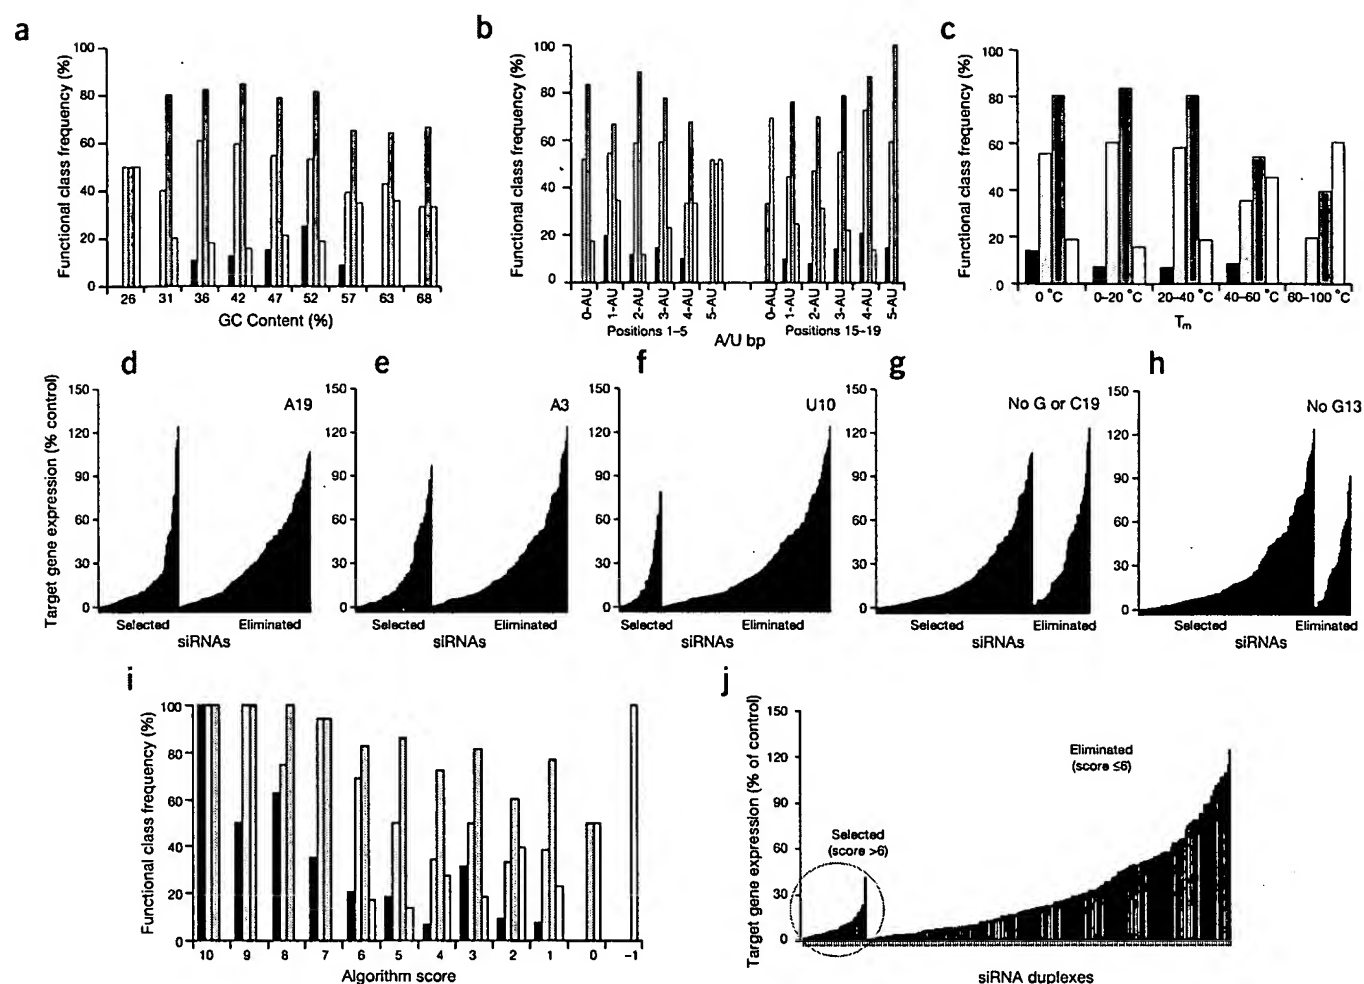 a
Functional class frequency (%)
100
80
60
40
20
0
26 31 36 42 47 52 57 63 68
GC Content (%)
b
Functional class frequency (%)
100
80
60
40
20
0
0-AU 1-AU 2-AU 3-AU 4-AU 5-AU 0-AU 1-AU 2-AU 3-AU 4-AU 5-AU
Positions 1–5 Positions 15–19
A/U bp
c
Functional class frequency (%)
100
80
60
40
20
0
0 °C 0–20 °C 20–40 °C 40–60 °C 60–100 °C
Tm
d
Target gene expression (% control)
150
120
90
60
30
0
A19
Selected Eliminated
siRNAs
e
150
120
90
60
30
0
A3
Selected Eliminated
siRNAs
f
150
120
90
60
30
0
U10
Selected Eliminated
siRNAs
g
150
120
90
60
30
0
No G or C19
Selected Eliminated
siRNAs
h
150
120
90
60
30
0
No G13
Selected Eliminated
siRNAs
i
Functional class frequency (%)
100
80
60
40
20
0
10 9 8 7 6 5 4 3 2 1 0 –1
Algorithm score
j
Target gene expression (% of control)
150
120
90
60
30
0
Selected
(score >6)
Eliminated
(score ≤6)
siRNA duplexes